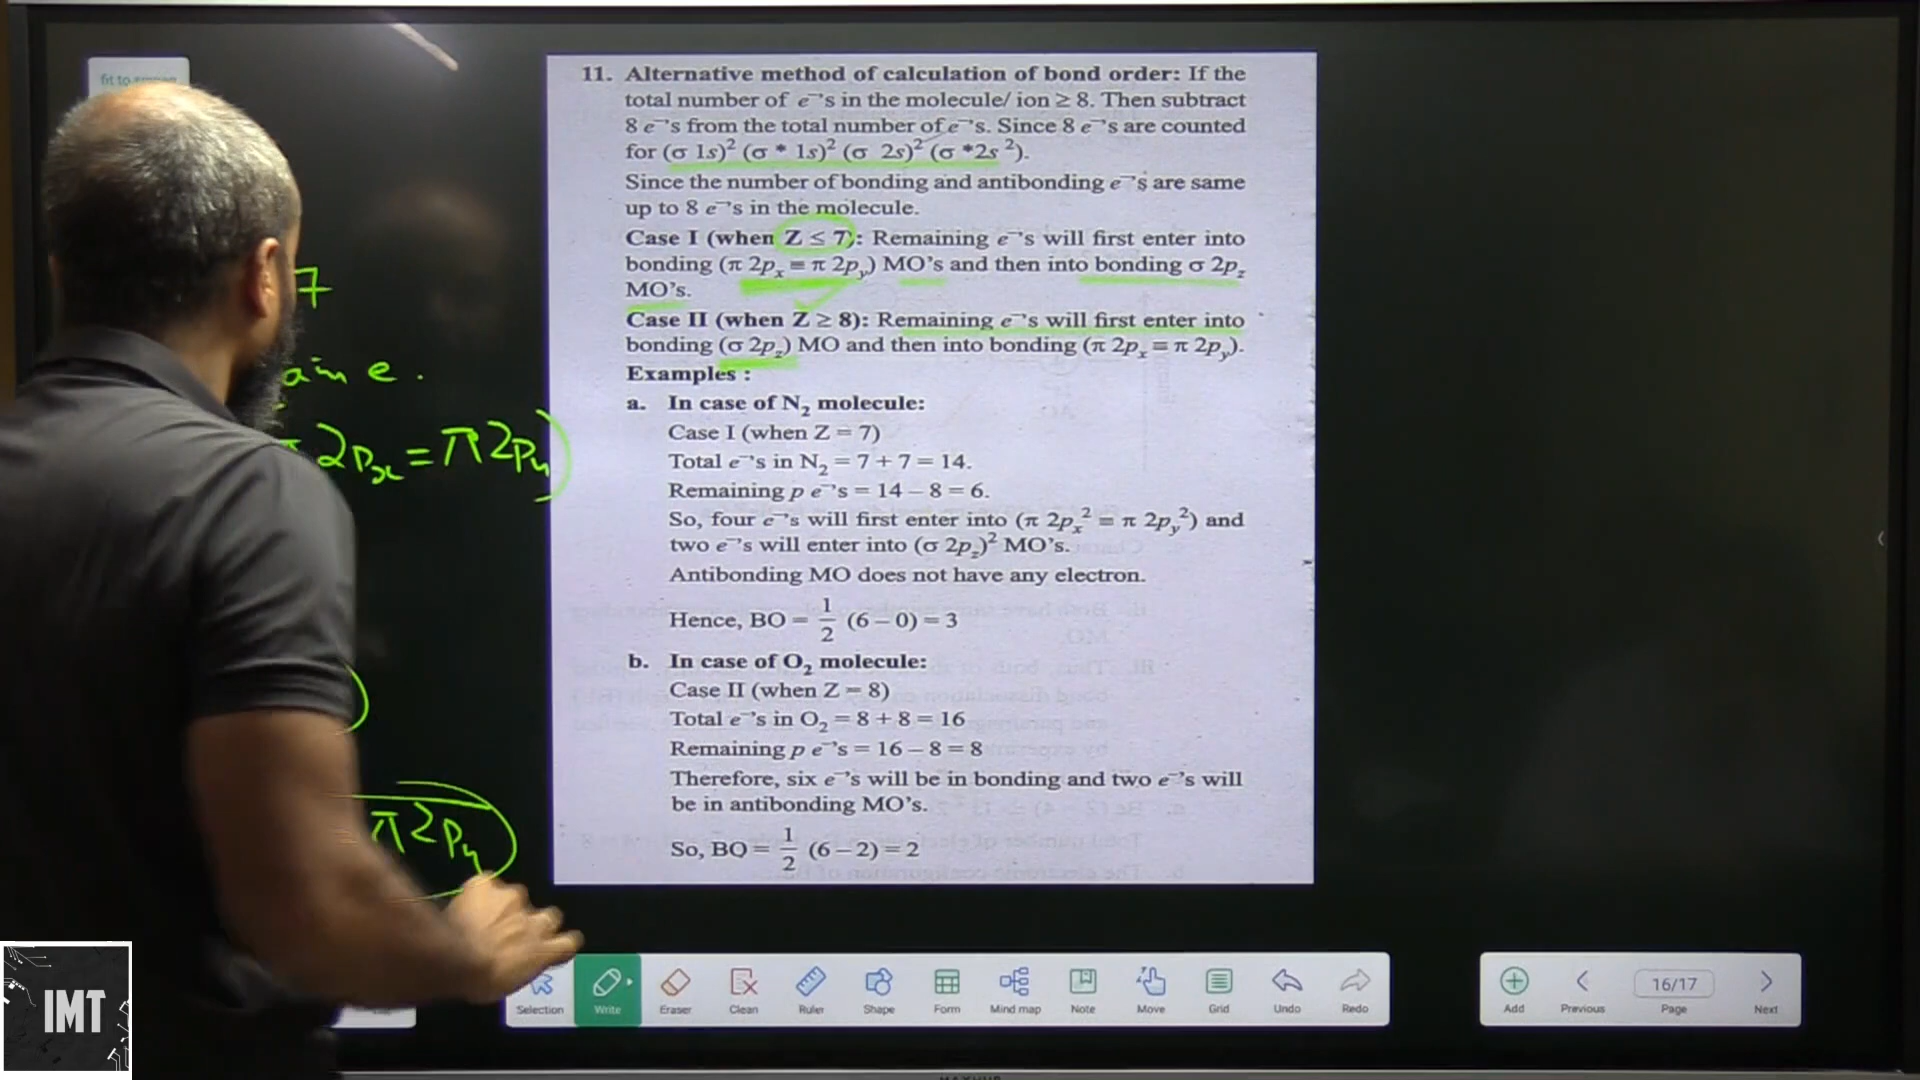 fit to screen
11. Alternative method of calculation of bond order: If the
total number of e⁻'s in the molecule/ ion ≥ 8. Then subtract
8 e⁻'s from the total number of e⁻'s. Since 8 e⁻'s are counted
for (σ 1s)² (σ * 1s)² (σ 2s)² (σ *2s ²).
Since the number of bonding and antibonding e⁻'s are same
up to 8 e⁻'s in the molecule.
Case I (when Z ≤ 7): Remaining e⁻'s will first enter into
bonding (π 2pₓ = π 2p_y) MO's and then into bonding σ 2p_z
MO's.
Case II (when Z ≥ 8): Remaining e⁻'s will first enter into
bonding (σ 2p_z) MO and then into bonding (π 2pₓ = π 2p_y).
Examples :
a. In case of N₂ molecule:
Case I (when Z = 7)
Total e⁻'s in N₂ = 7 + 7 = 14.
Remaining p e⁻'s = 14 – 8 = 6.
So, four e⁻'s will first enter into (π 2pₓ² = π 2p_y²) and
two e⁻'s will enter into (σ 2p_z)² MO's.
Antibonding MO does not have any electron.
Hence, BO = 1/2 (6 – 0) = 3
b. In case of O₂ molecule:
Case II (when Z = 8)
Total e⁻'s in O₂ = 8 + 8 = 16
Remaining p e⁻'s = 16 – 8 = 8
Therefore, six e⁻'s will be in bonding and two e⁻'s will
be in antibonding MO's.
So, BO = 1/2 (6 – 2) = 2
7
ame.
2pₓ = π2p_y)
π2p_y
Selection Write Eraser Clean Ruler Shape Form Mind map Note Move Grid Undo Redo
Add Previous 16/17 Page Next
IMT